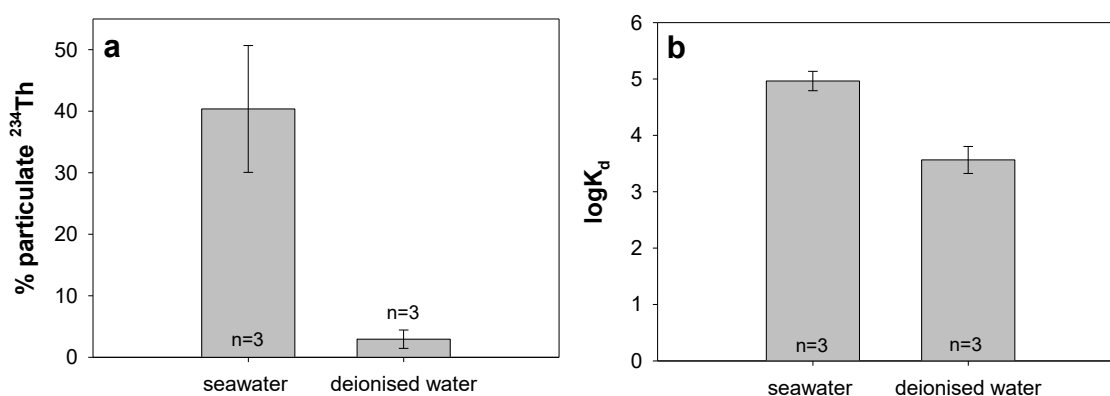 a
% particulate ²³⁴Th
50
40
30
20
10
0
n=3
n=3
seawater
deionised water
b
logK_d
6
5
4
3
2
1
0
n=3
n=3
seawater
deionised water